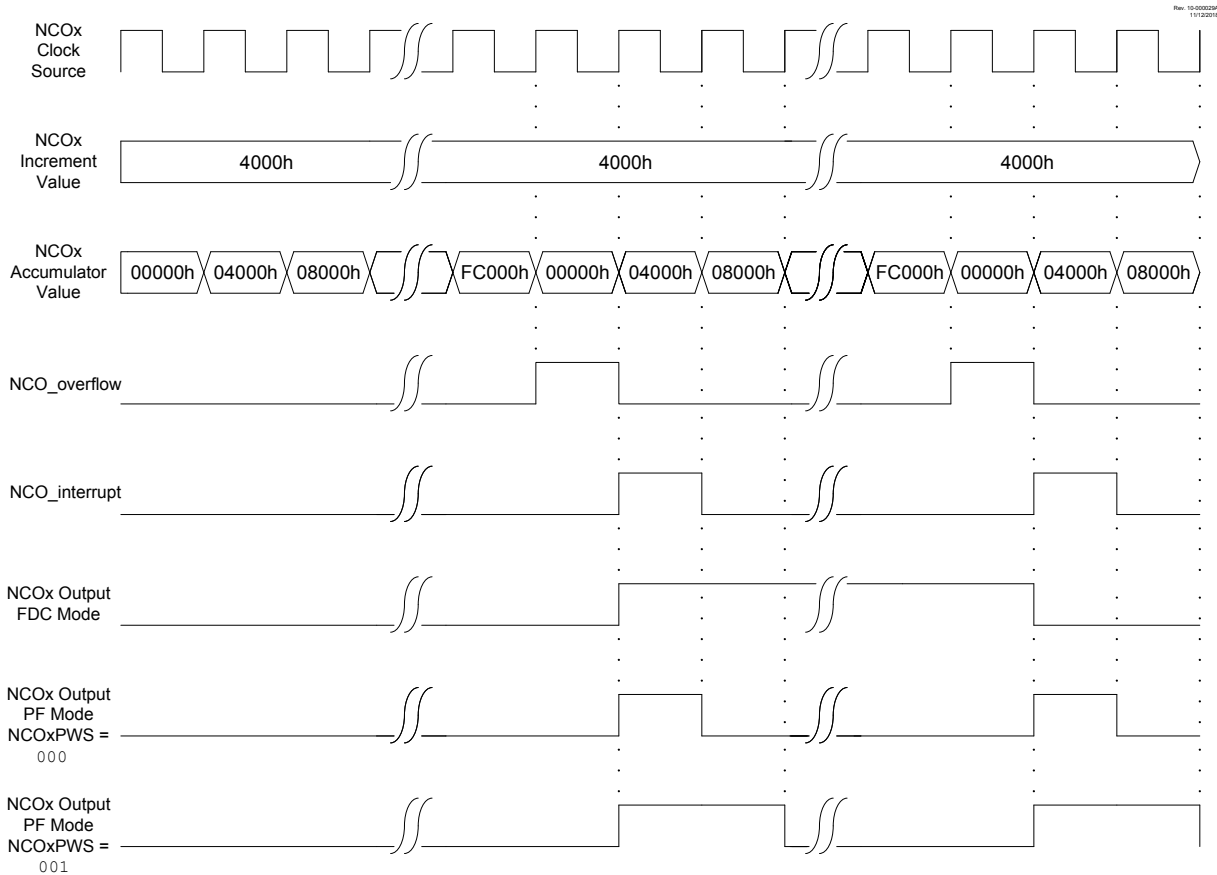 Rev. 10-000029A
11/12/2018
NCOx
Clock
Source
NCOx
Increment
Value
4000h
4000h
4000h
NCOx
Accumulator
Value
00000h
04000h
08000h
FC000h
00000h
04000h
08000h
FC000h
00000h
04000h
08000h
NCO_overflow
NCO_interrupt
NCOx Output
FDC Mode
NCOx Output
PF Mode
NCOxPWS =
000
NCOx Output
PF Mode
NCOxPWS =
001